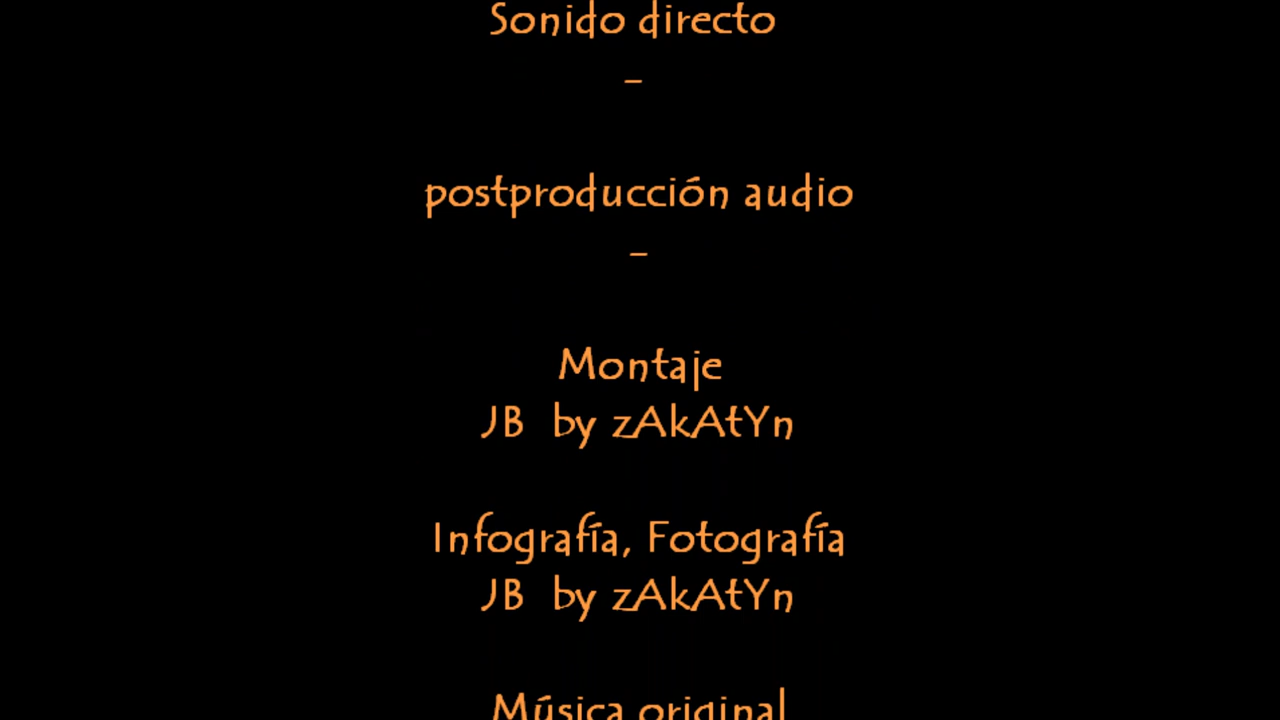 Sonido directo
-
postproducción audio
-
Montaje
JB by zAkAtYn
Infografía, Fotografía
JB by zAkAtYn
Música original